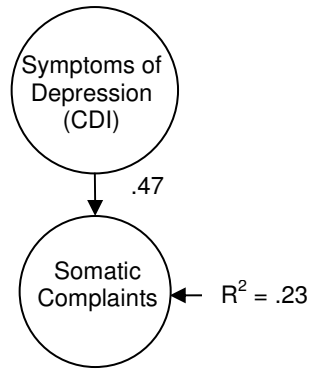 Symptoms of
Depression
(CDI)
.47
Somatic
Complaints
R² = .23